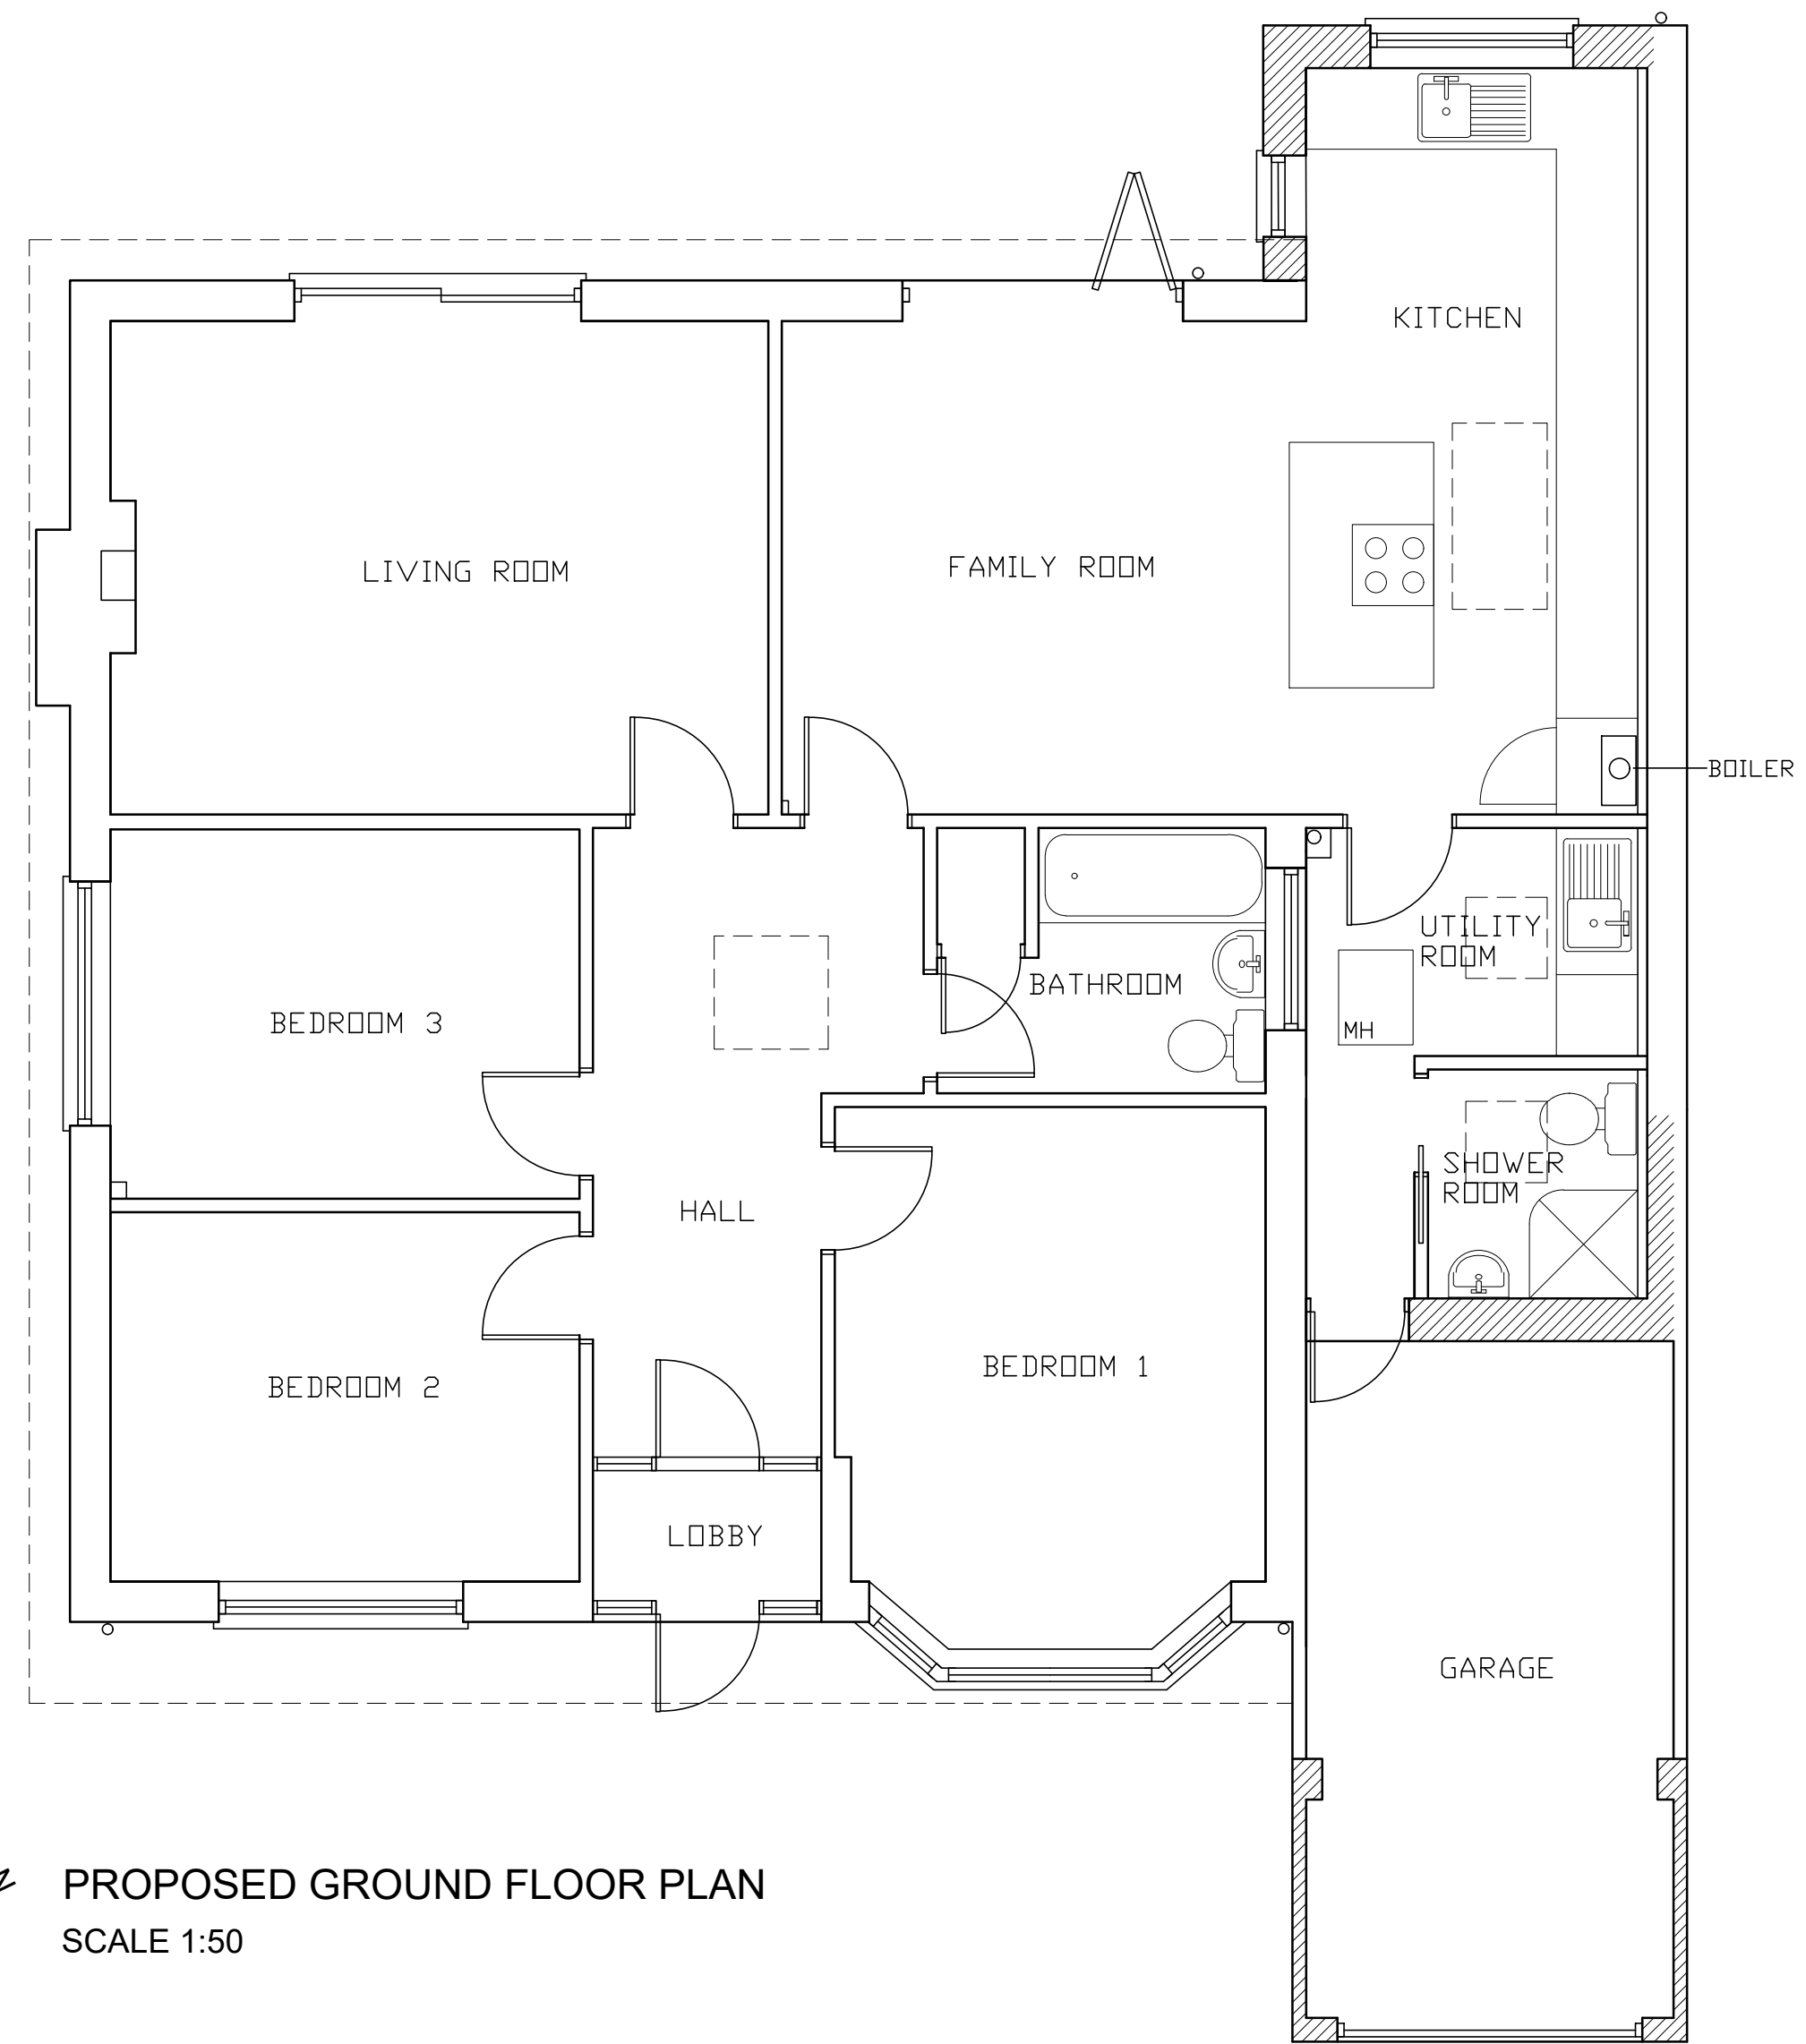 KITCHEN
LIVING ROOM
FAMILY ROOM
BOILER
UTILITY
ROOM
BATHROOM
BEDROOM 3
MH
SHOWER
ROOM
HALL
BEDROOM 1
BEDROOM 2
LOBBY
GARAGE
PROPOSED GROUND FLOOR PLAN
SCALE 1:50